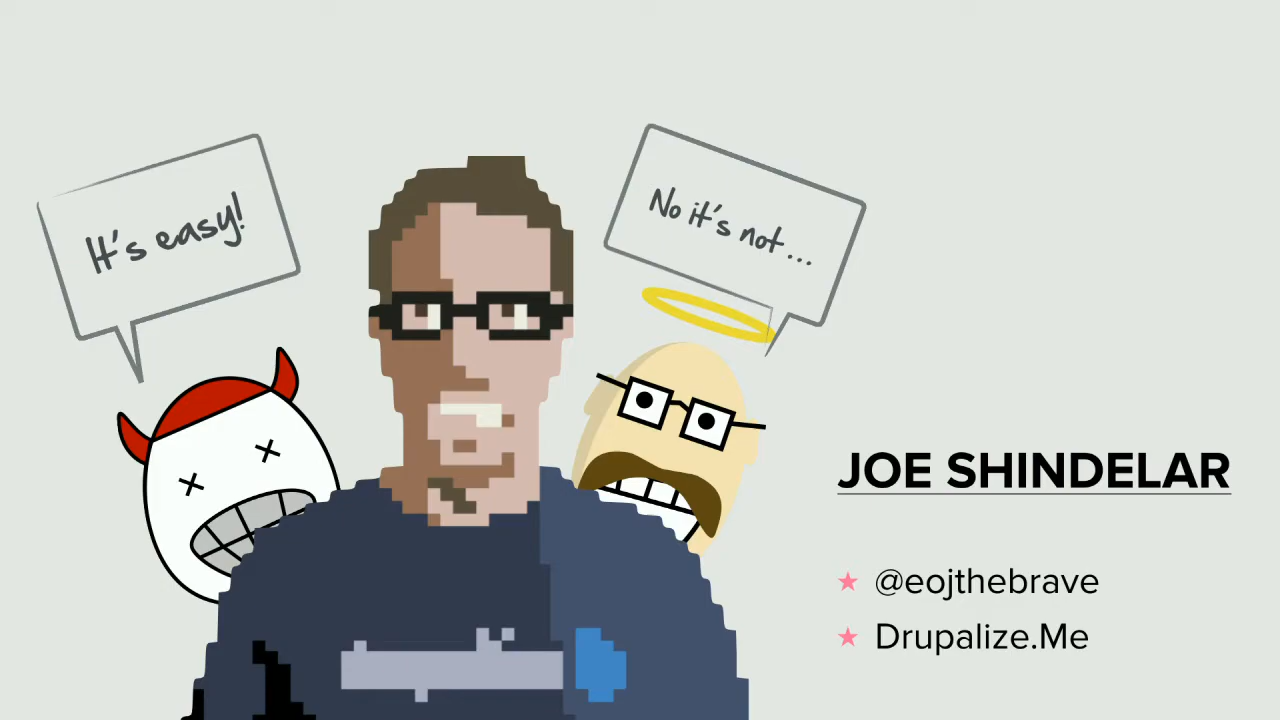 It's easy!
No it's not...
JOE SHINDELAR
@eojthebrave
Drupalize.Me